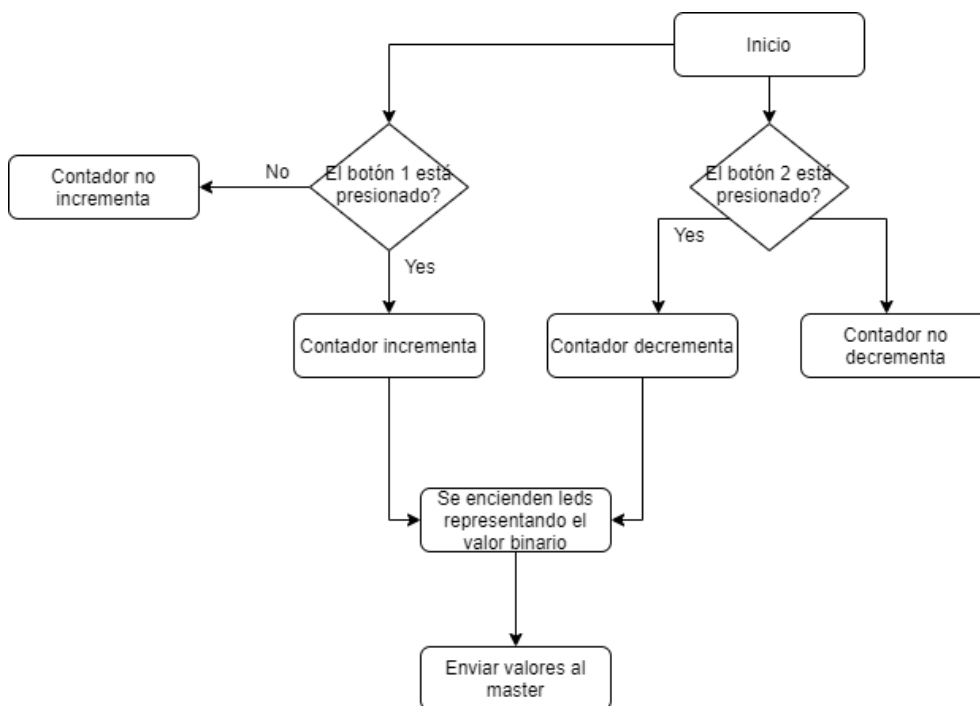 Inicio
El botón 1 está
presionado?
El botón 2 está
presionado?
No
Contador no
incrementa
Yes
Yes
Contador incrementa
Contador decrementa
Contador no
decrementa
Se encienden leds
representando el
valor binario
Enviar valores al
master